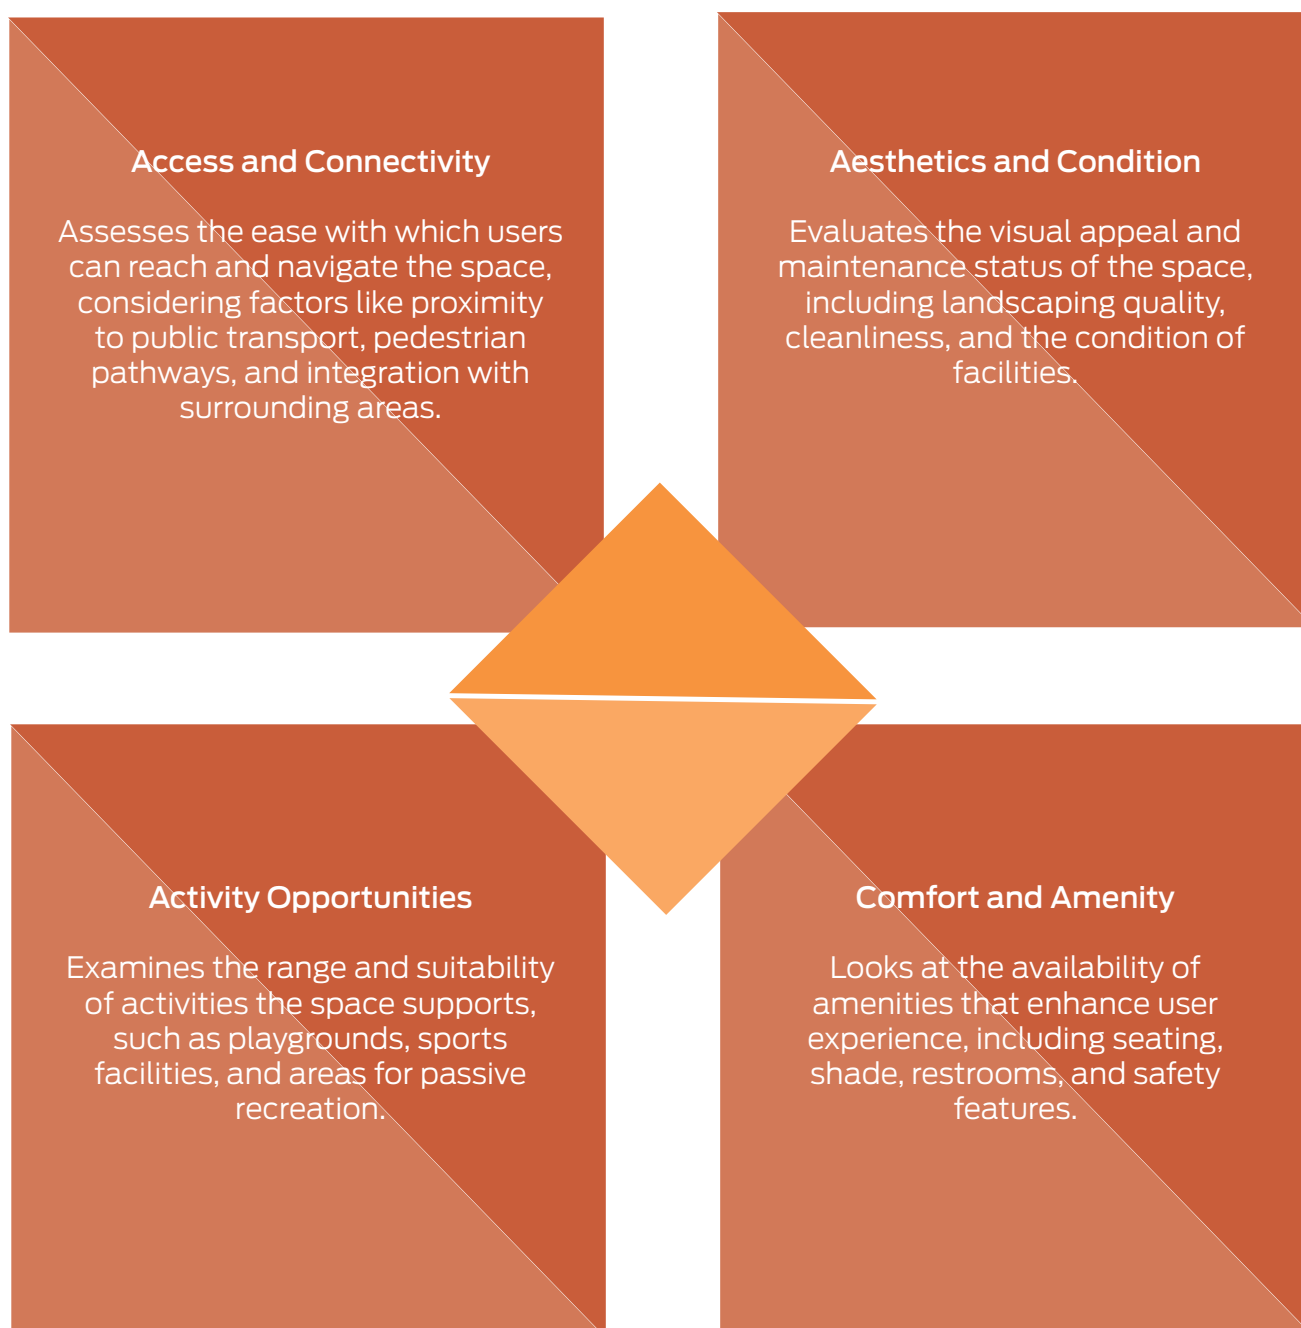 Access and Connectivity
Assesses the ease with which users
can reach and navigate the space,
considering factors like proximity
to public transport, pedestrian
pathways, and integration with
surrounding areas.
Aesthetics and Condition
Evaluates the visual appeal and
maintenance status of the space,
including landscaping quality,
cleanliness, and the condition of
facilities.
Activity Opportunities
Examines the range and suitability
of activities the space supports,
such as playgrounds, sports
facilities, and areas for passive
recreation.
Comfort and Amenity
Looks at the availability of
amenities that enhance user
experience, including seating,
shade, restrooms, and safety
features.